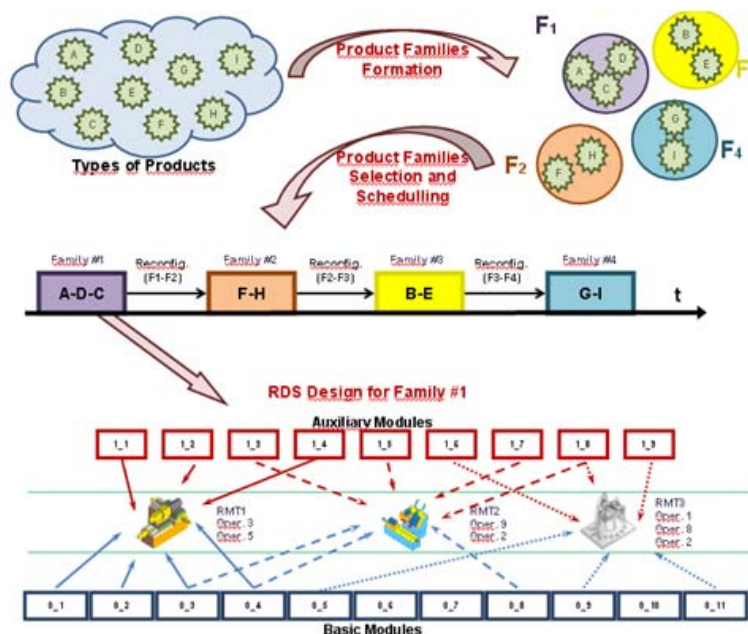 A
D
G
I
B
E
C
F
H
Types of Products
Product Families
Formation
Product Families
Selection and
Schedulling
F1
A
D
C
B
E
F
F2
F
H
G
I
F4
Family #1
Reconfig.
(F1-F2)
Family #2
Reconfig.
(F2-F3)
Family #3
Reconfig.
(F3-F4)
Family #4
A-D-C
F-H
B-E
G-I
t
RDS Design for Family #1
Auxiliary Modules
1_1
1_2
1_3
1_4
1_5
1_6
1_7
1_8
1_9
RMT1
Oper. 3
Oper. 5
RMT2
Oper. 9
Oper. 2
RMT3
Oper. 1
Oper. 8
Oper. 2
0_1
0_2
0_3
0_4
0_5
0_6
0_7
0_8
0_9
0_10
0_11
Basic Modules